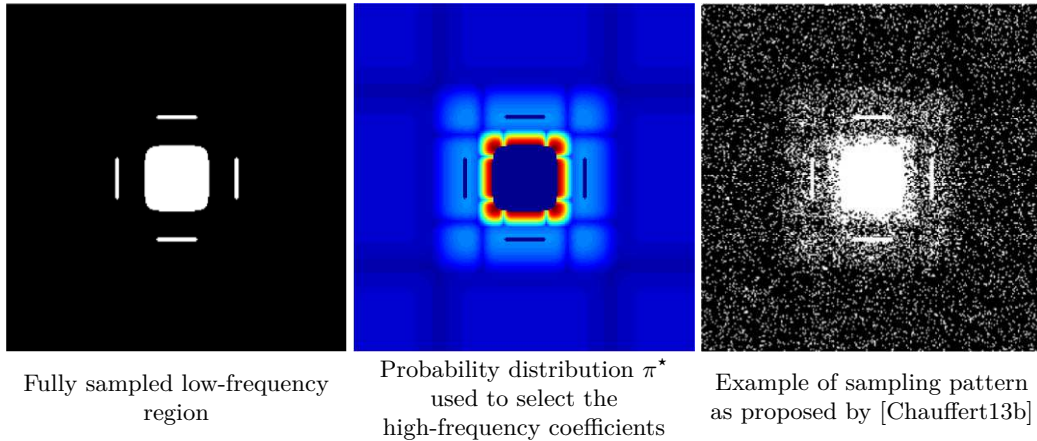 Fully sampled low-frequency
region
Probability distribution π*
used to select the
high-frequency coefficients
Example of sampling pattern
as proposed by [Chauffert13b]